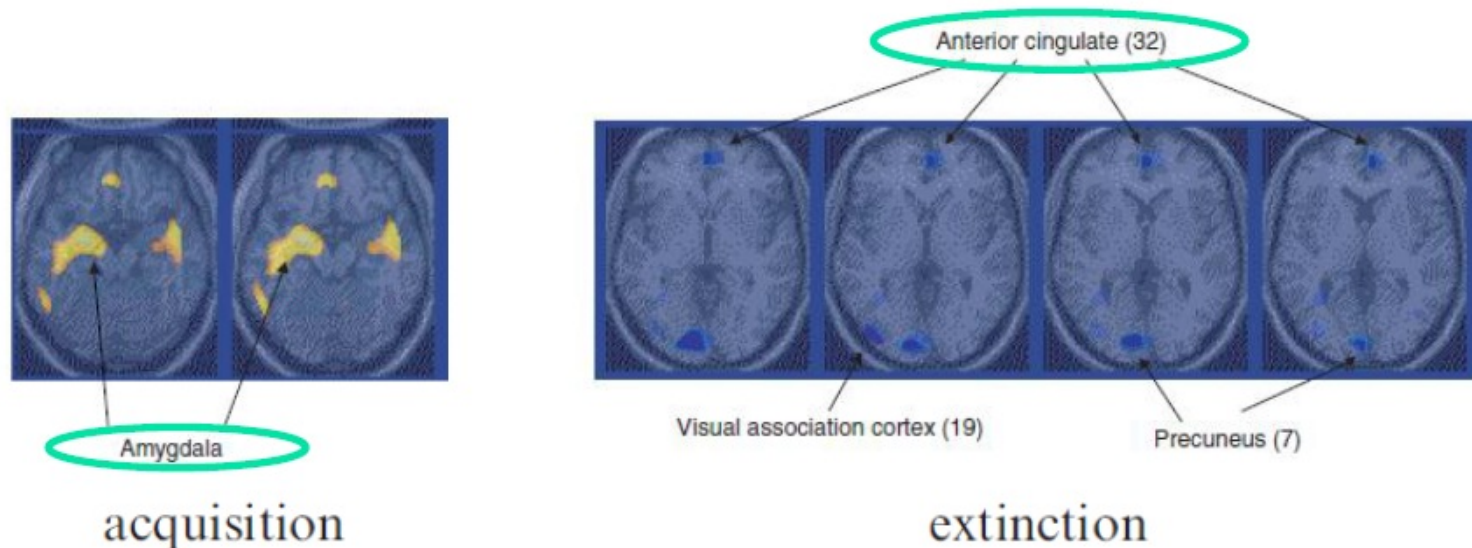 Anterior cingulate (32)
Visual association cortex (19)
Precuneus (7)
Amygdala
acquisition
extinction